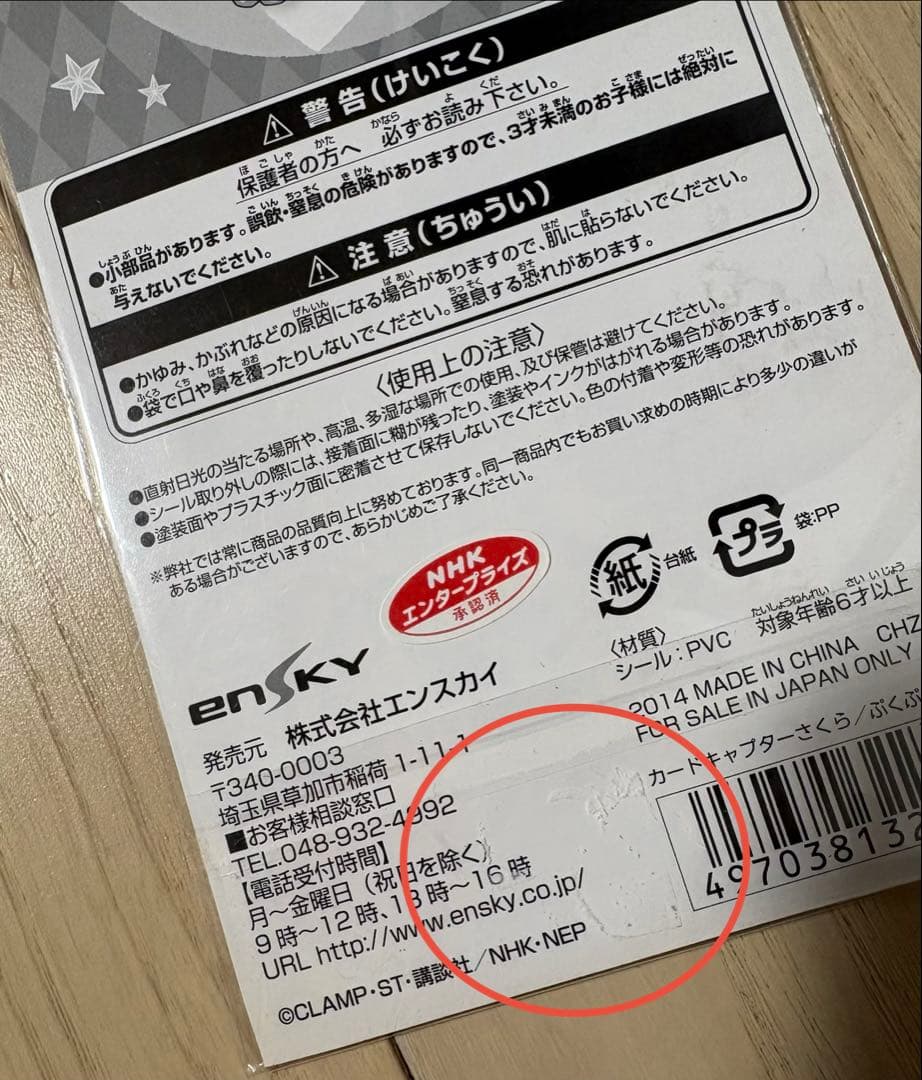 警告(けいこく)
保護者の方へ 必ずお読み下さい。
●小部品があります。誤飲・窒息の危険がありますので、3才未満のお子様には絶対に
与えないでください。
注意(ちゅうい)
●かゆみ、かぶれなどの原因になる場合がありますので、肌に貼らないでください。
●袋で口や鼻を覆ったりしないでください。窒息する恐れがあります。
〈使用上の注意〉
●直射日光の当たる場所や、高温、多湿な場所での使用、及び保管は避けてください。
●シール取り外しの際には、接着面に糊が残ったり、塗装やインクがはがれる場合があります。
●塗装面やプラスチック面に密着させて保存しないでください。色の付着や変形等の恐れがあります。
※弊社では常に商品の品質向上に努めております。同一商品内でもお買い求めの時期により多少の違いが
ある場合がございますので、あらかじめご了承ください。
NHK
エンタープライズ
承認済
紙 台紙
プラ 袋:PP
〈材質〉
シール:PVC
対象年齢6才以上
2014 MADE IN CHINA CHZ
FOR SALE IN JAPAN ONLY
カードキャプターさくら/ぷくぷ
497038132
ensky
発売元 株式会社エンスカイ
〒340-0003
埼玉県草加市稲荷 1-11-1
■お客様相談窓口
TEL.048-932-4992
【電話受付時間】
月～金曜日(祝日を除く)
9時～12時、13時～16時
URL http://www.ensky.co.jp/
©CLAMP・ST・講談社/NHK・NEP